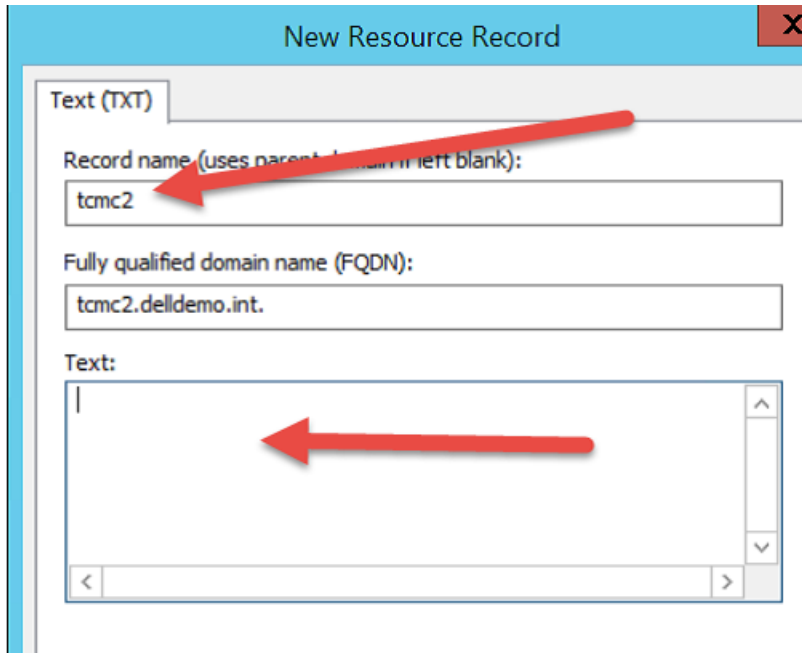 New Resource Record
X
Text (TXT)
Record name (uses parent domain if left blank):
tcmc2
Fully qualified domain name (FQDN):
tcmc2.delldemo.int.
Text: